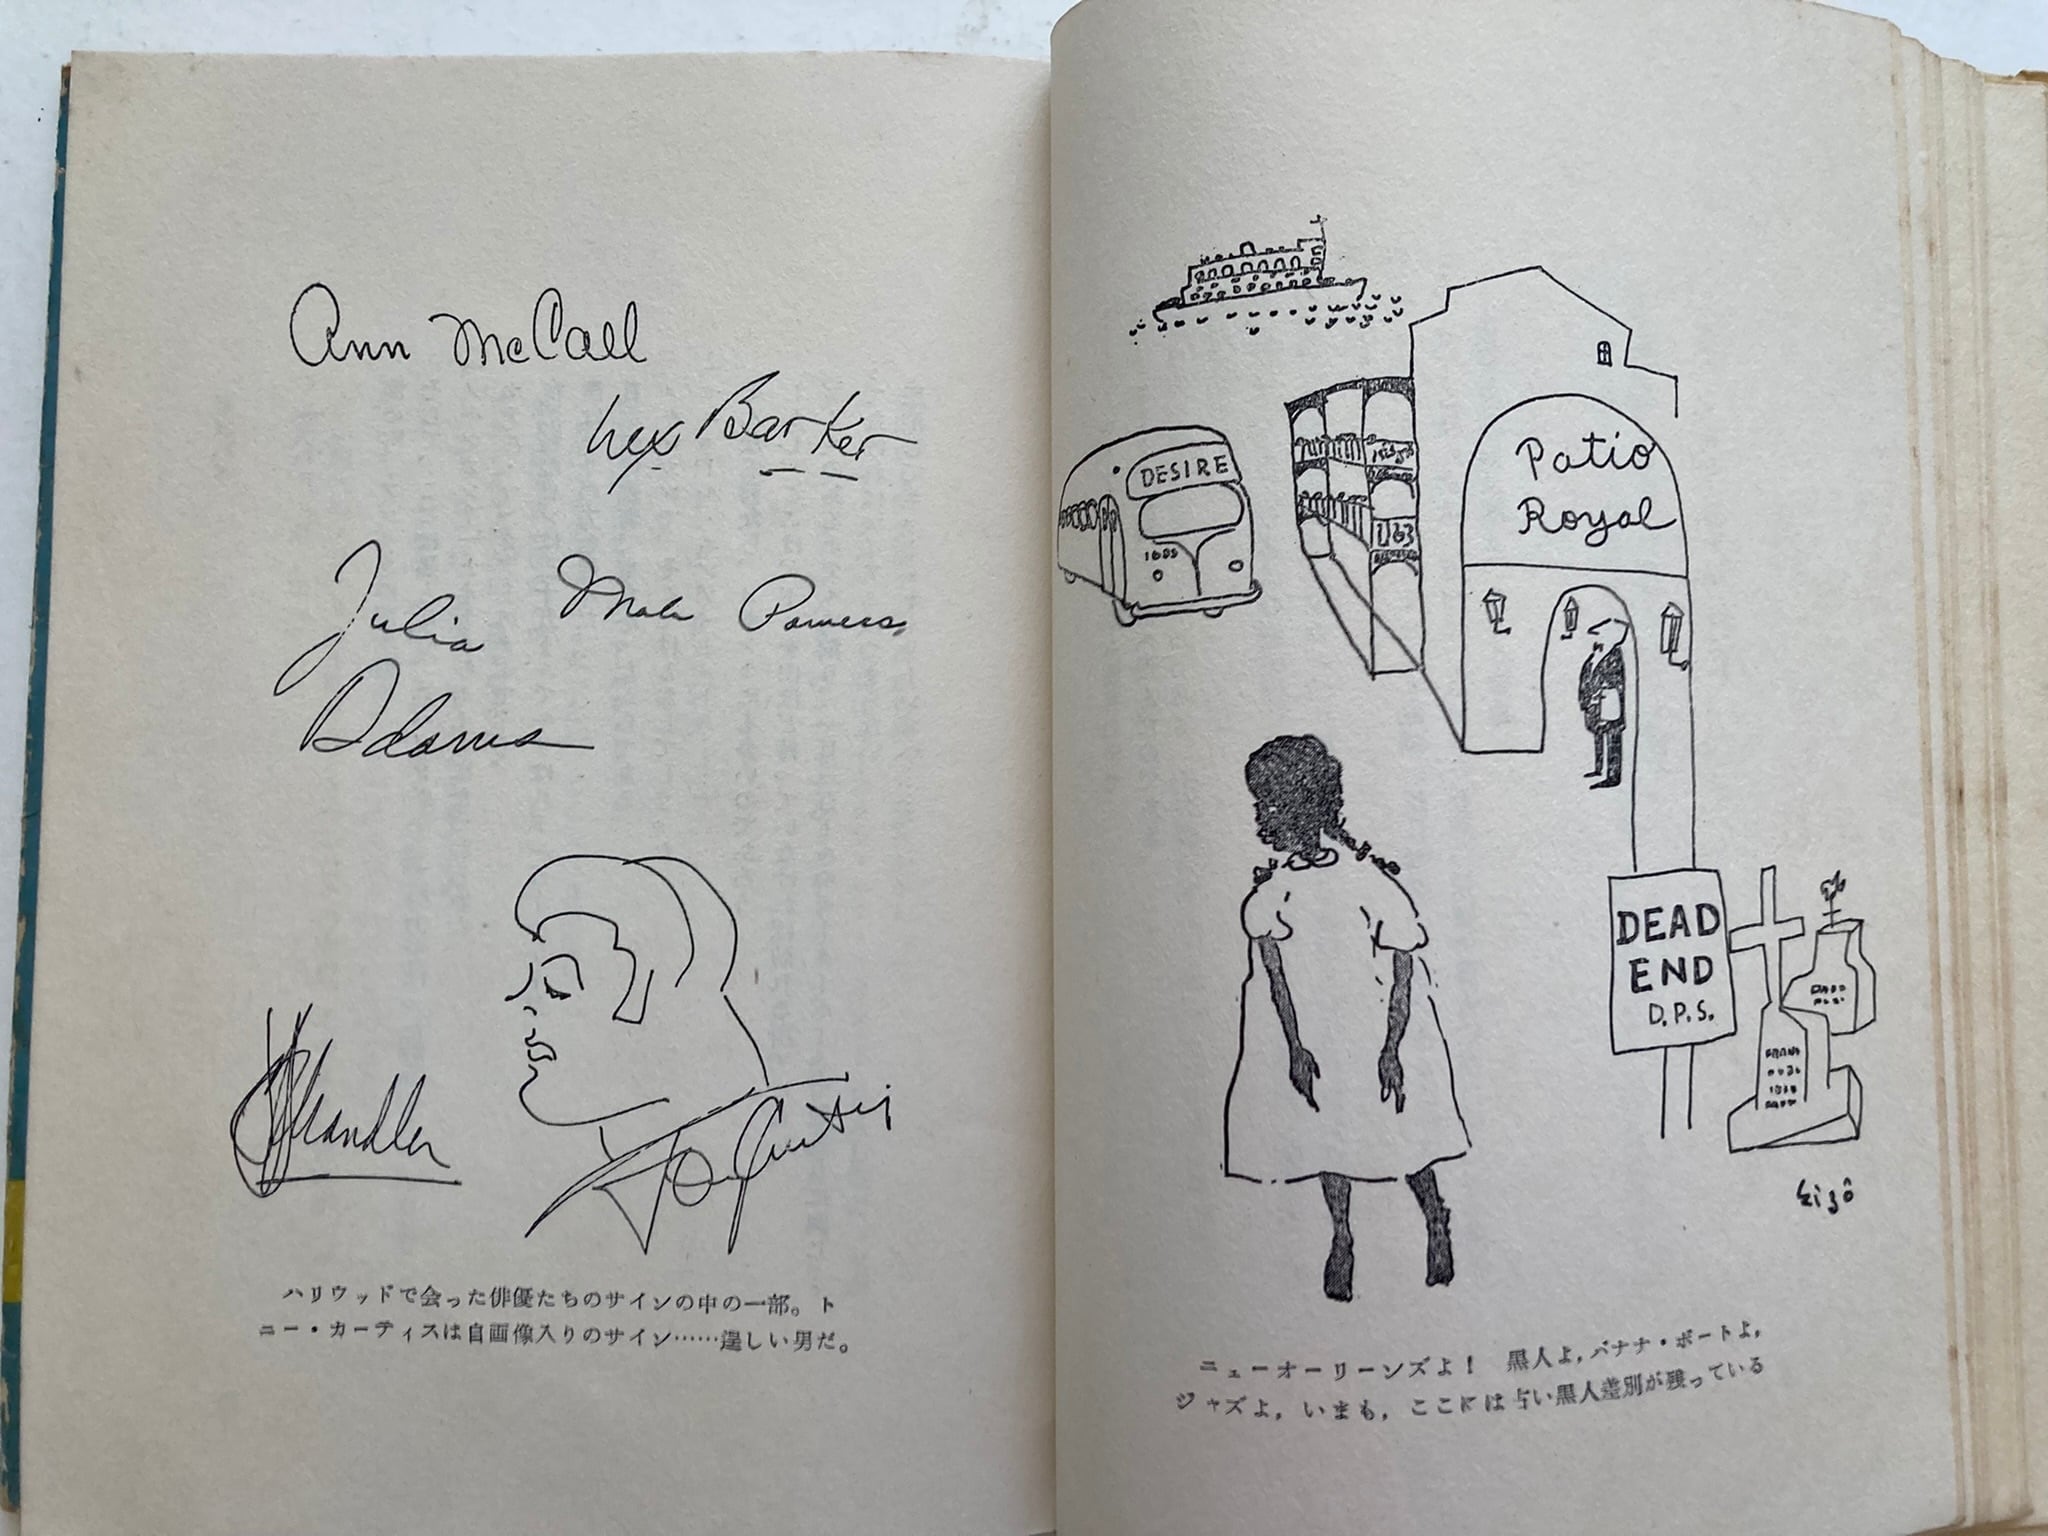 Ann McCall
Lex Barker
Julia
Adams
Mala Powers
Chandler
Tony Curtis
ハリウッドで会った俳優たちのサインの中の一部。ト
ニー・カーティスは自画像入りのサイン……逞しい男だ。
DESIRE
Patio
Royal
DEAD
END
D.P.S.
ニューオーリーンズよ！ 黒人よ,バナナ・ボートよ,
ジャズよ,いまも,ここには古い黒人差別が残っている